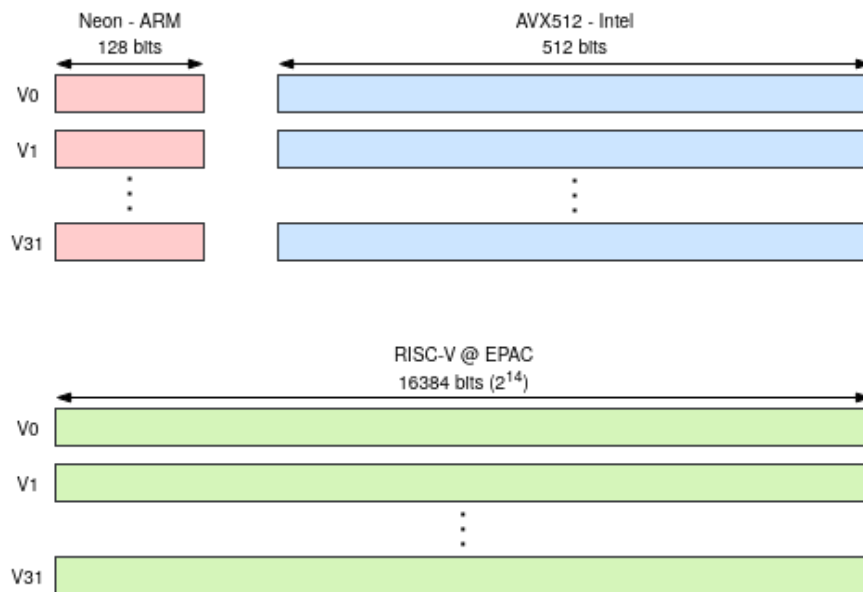 Neon - ARM
128 bits
AVX512 - Intel
512 bits
V0
V1
V31
RISC-V @ EPAC
16384 bits (2^14)
V0
V1
V31